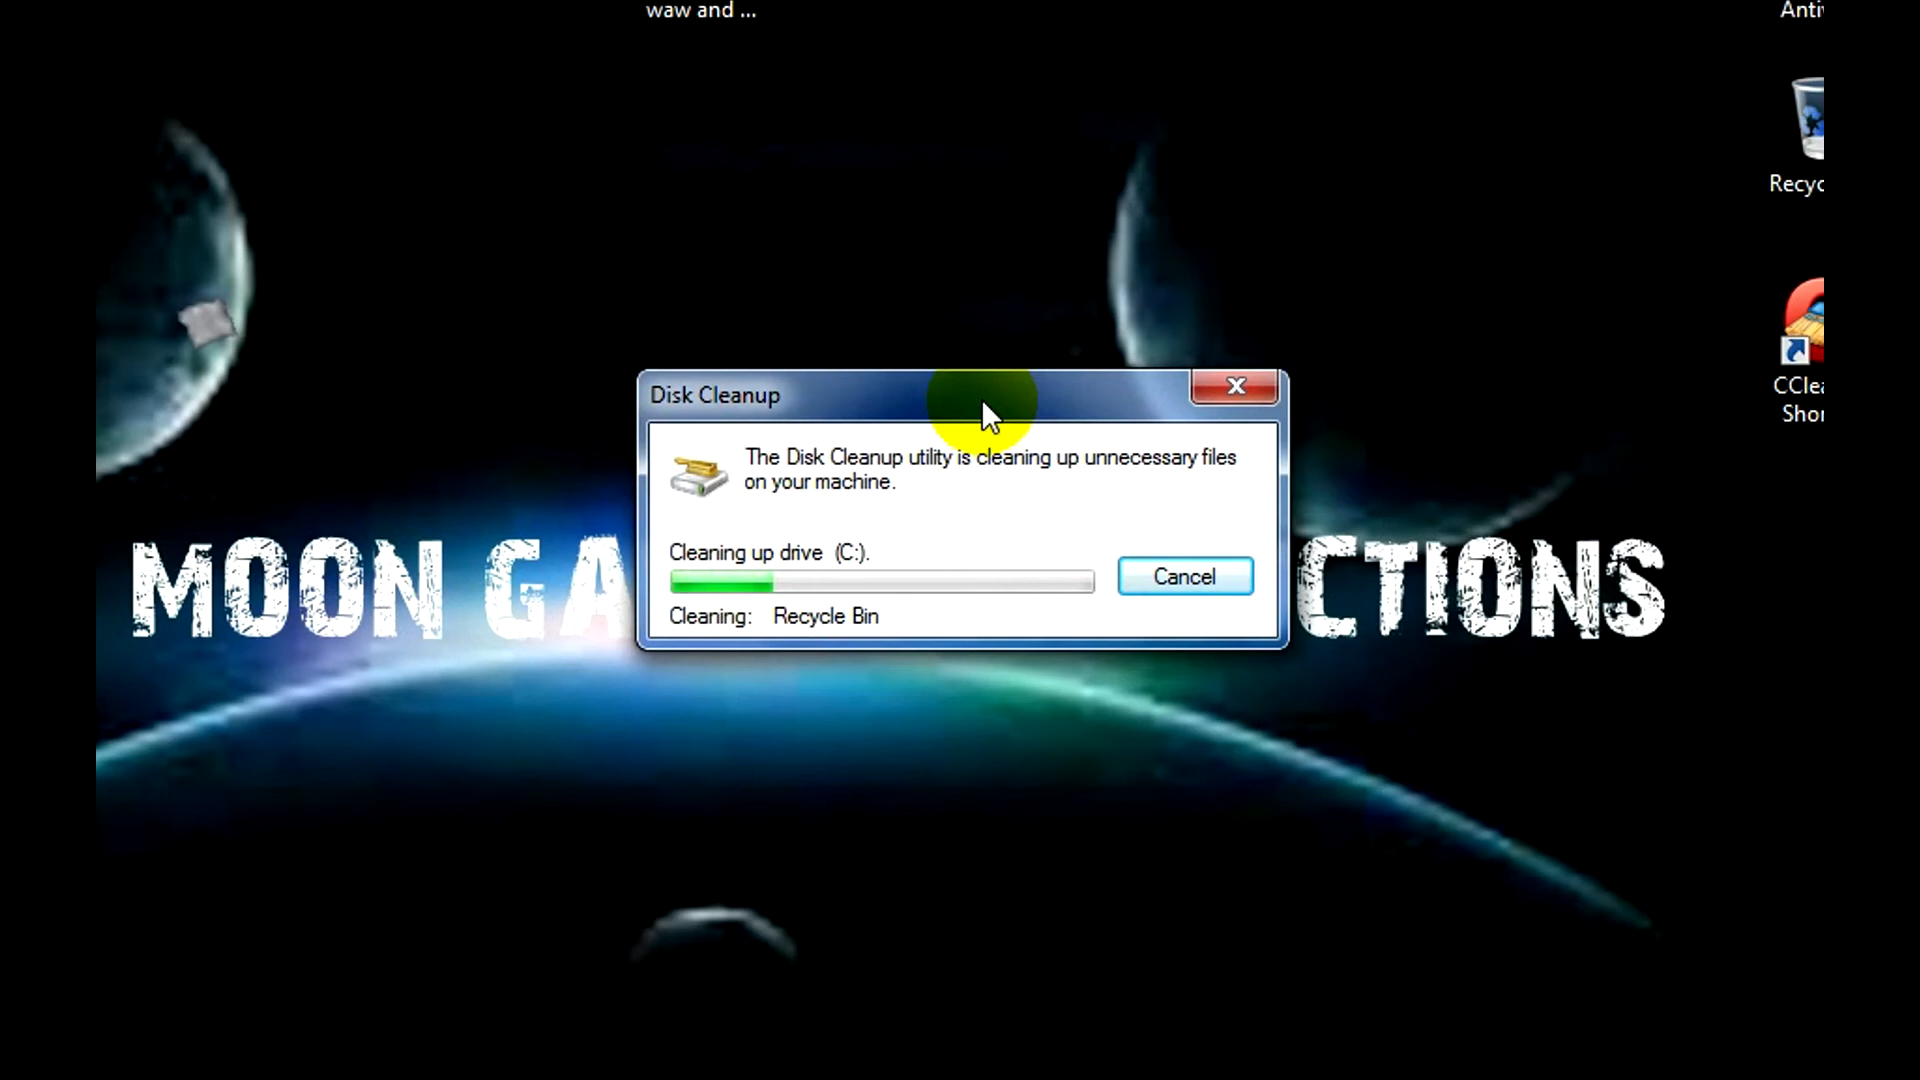 waw and ...
Anti
Recyc
CClea
Shor
Disk Cleanup
The Disk Cleanup utility is cleaning up unnecessary files
on your machine.
Cleaning up drive (C:).
Cancel
Cleaning: Recycle Bin
MOON GA CTIONS